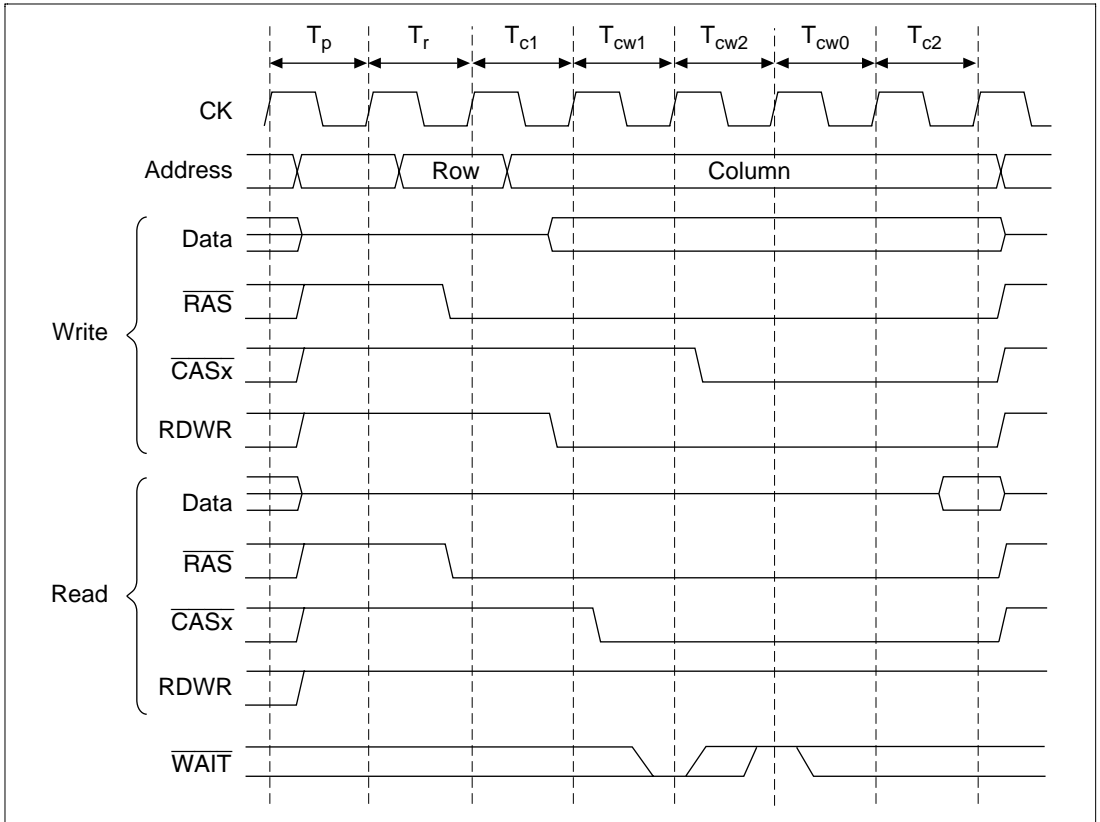 Tp Tr Tc1 Tcw1 Tcw2 Tcw0 Tc2
CK
Address Row Column
Write
Data
RAS
CASx
RDWR
Read
Data
RAS
CASx
RDWR
WAIT